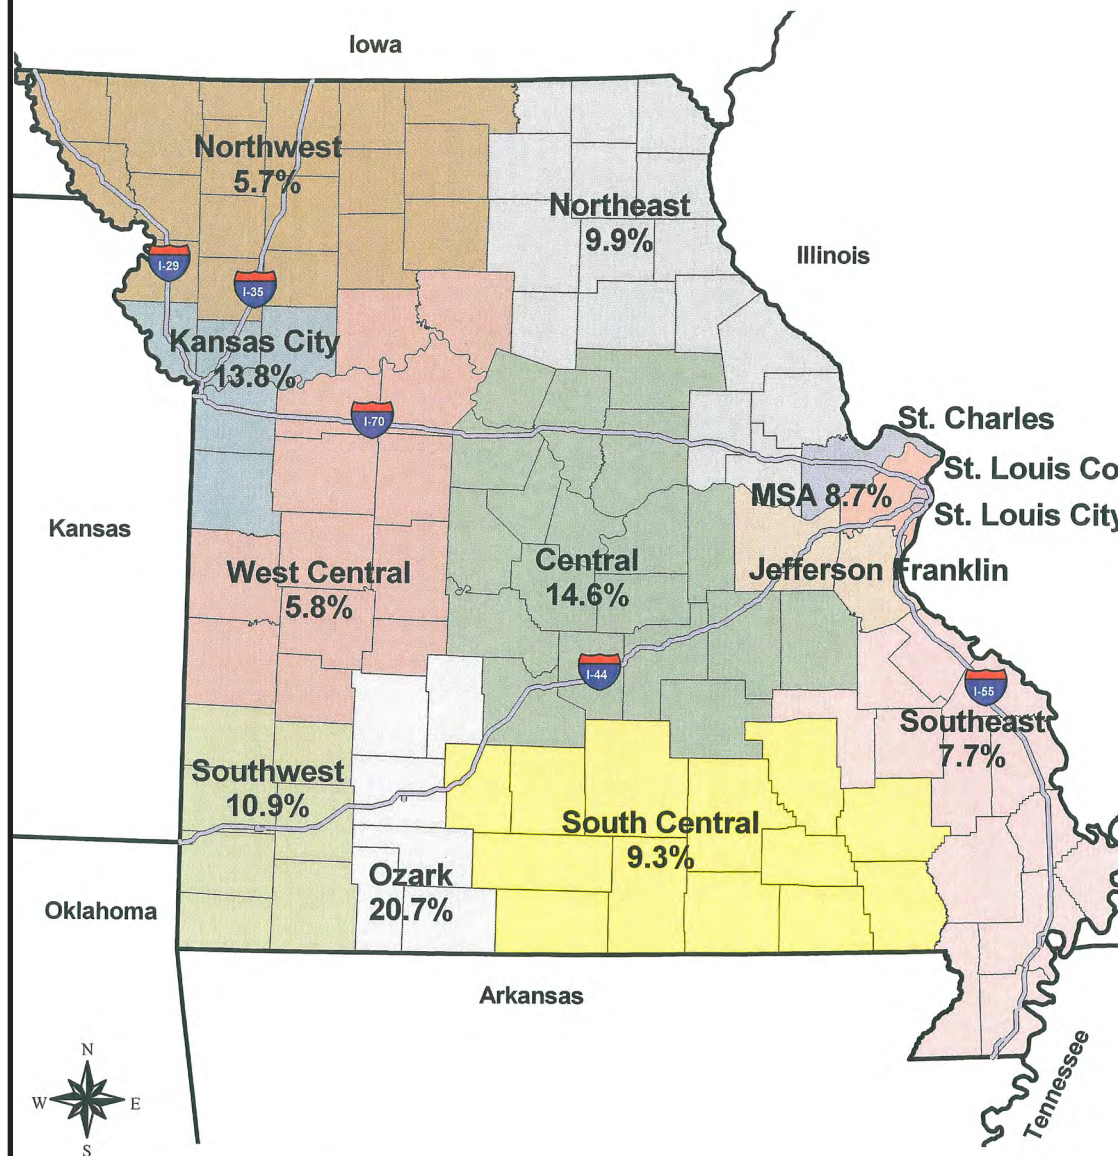 Iowa
Northwest
5.7%
Northeast
9.9%
Illinois
I-29
I-35
Kansas City
13.8%
I-70
St. Charles
St. Louis Co
MSA 8.7%
St. Louis City
Kansas
West Central
5.8%
Central
14.6%
Jefferson Franklin
I-44
I-55
Southeast
7.7%
Southwest
10.9%
South Central
9.3%
Ozark
20.7%
Oklahoma
Arkansas
Tennessee
N
W
E
S